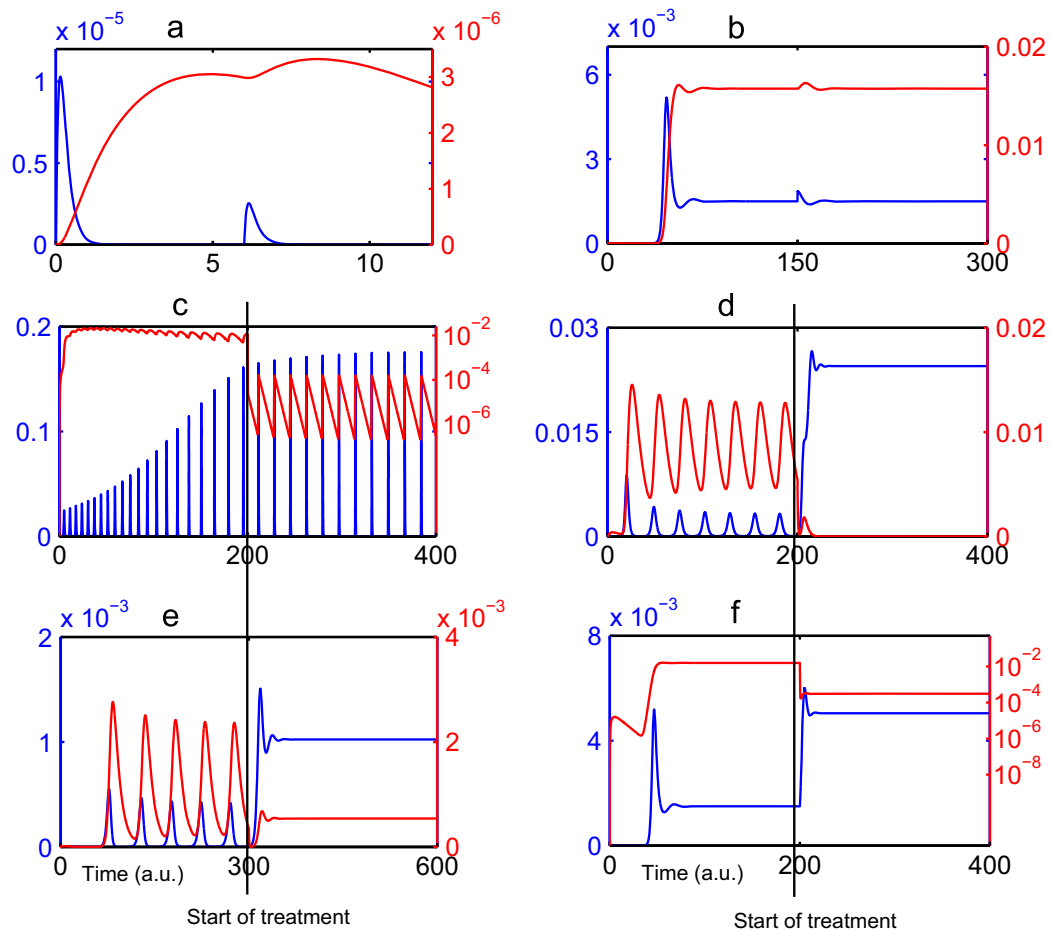 x 10⁻⁵ a x 10⁻⁶
1 0.5 0
3 2 1 0
0 5 10
x 10⁻³ b
6 3 0
0.02 0.01 0
0 150 300
c
0.2 0.1 0
10⁻² 10⁻⁴ 10⁻⁶
0 200 400
d
0.03 0.015 0
0.02 0.01 0
0 200 400
x 10⁻³ e x 10⁻³
2 1 0
4 2 0
0 300 600
Time (a.u.)
Start of treatment
x 10⁻³ f
8 4 0
10⁻² 10⁻⁴ 10⁻⁶ 10⁻⁸
0 200 400
Time (a.u.)
Start of treatment